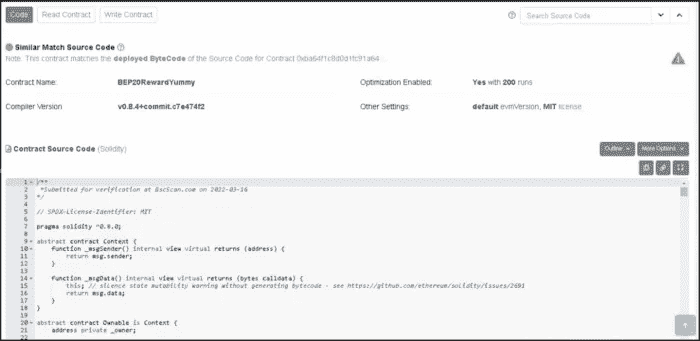 Code Read Contract Write Contract Search Source Code
Similar Match Source Code
Note: This contract matches the deployed ByteCode of the Source Code for Contract
Contract Name: BEP20RewardYummy Optimization Enabled: Yes with 200 runs
Compiler Version v0.8.4+commit.c7e474f2 Other Settings: default evmVersion, MIT license
Contract Source Code (Solidity) Outline More Options
1 /**
2 *Submitted for verification at BscScan.com on 2022-03-16
3 */
4
5 // SPDX-License-Identifier: MIT
6
7 pragma solidity ^0.8.0;
8
9 abstract contract Context {
10 function _msgSender() internal view virtual returns (address) {
11 return msg.sender;
12 }
13
14 function _msgData() internal view virtual returns (bytes calldata) {
15 this; // silence state mutability warning without generating bytecode - see https://github.com/ethereum/solidity/issues/2691
16 return msg.data;
17 }
18 }
19
20 abstract contract Ownable is Context {
21 address private _owner;
22